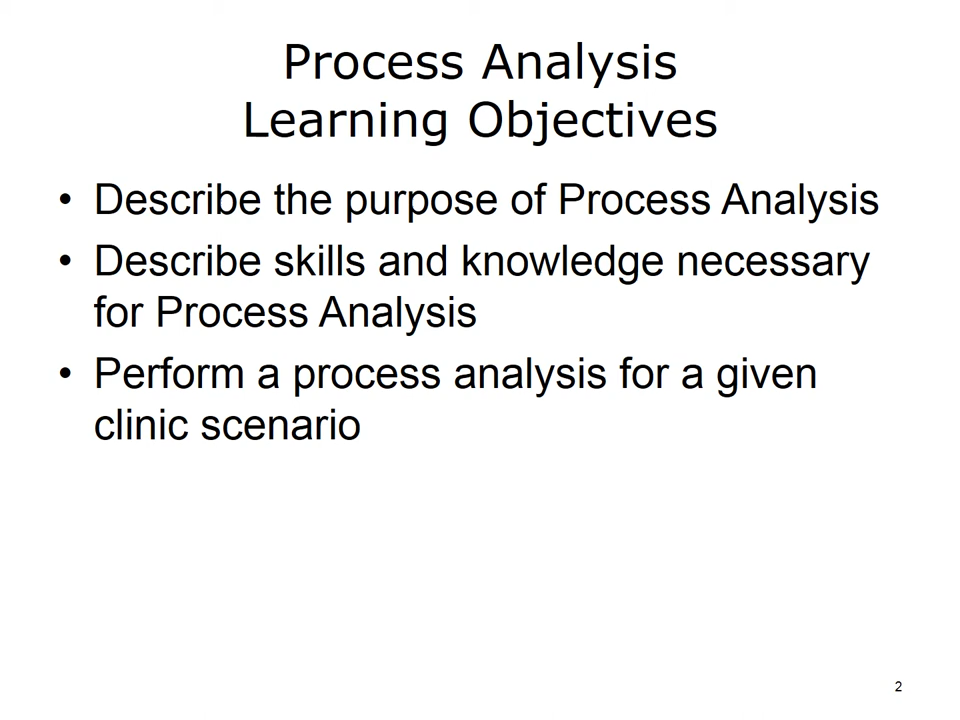 Process Analysis
Learning Objectives
• Describe the purpose of Process Analysis
• Describe skills and knowledge necessary
for Process Analysis
• Perform a process analysis for a given
clinic scenario
2